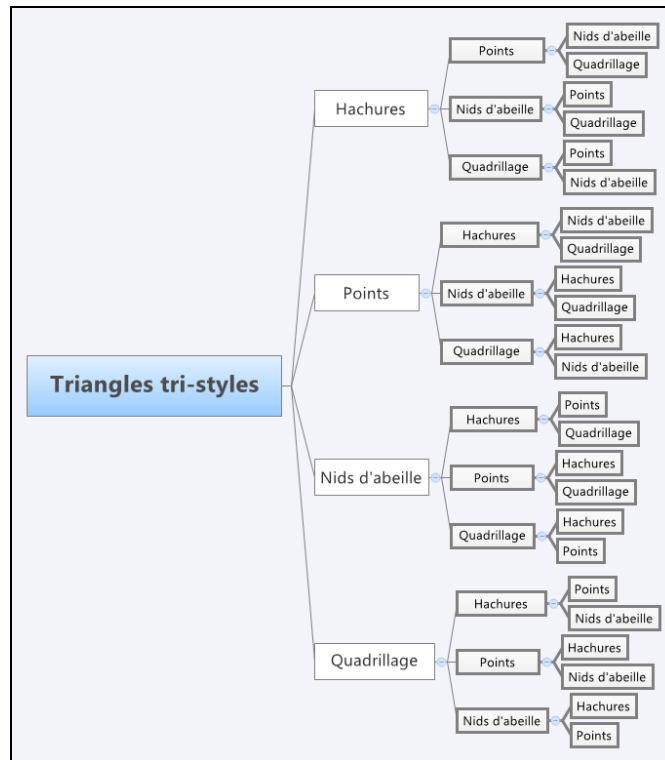 Triangles tri-styles
Hachures
Points
Nids d'abeille
Quadrillage
Nids d'abeille
Points
Quadrillage
Quadrillage
Points
Nids d'abeille
Points
Hachures
Nids d'abeille
Quadrillage
Nids d'abeille
Hachures
Quadrillage
Quadrillage
Hachures
Nids d'abeille
Nids d'abeille
Hachures
Points
Quadrillage
Points
Hachures
Quadrillage
Quadrillage
Hachures
Points
Quadrillage
Hachures
Points
Nids d'abeille
Points
Hachures
Nids d'abeille
Nids d'abeille
Hachures
Points